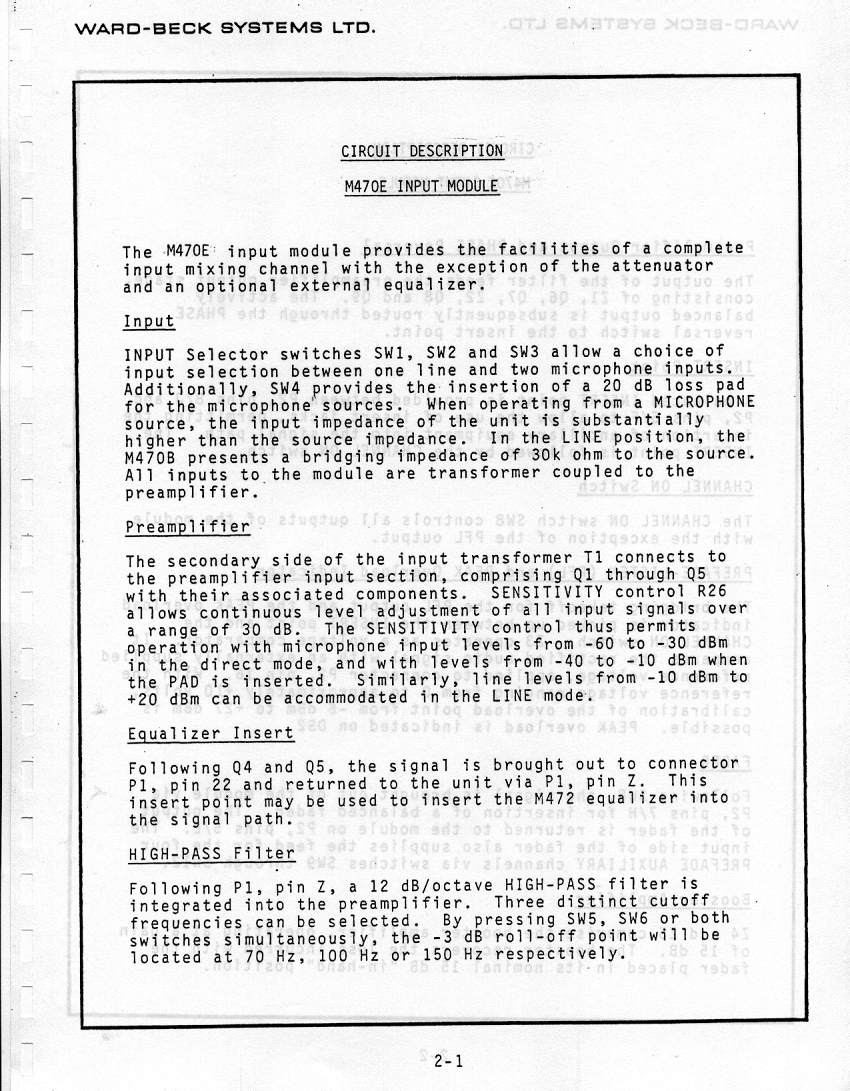 WARD-BECK SYSTEMS LTD.
CIRCUIT DESCRIPTION
M470E INPUT MODULE
The M470E input module provides the facilities of a complete
input mixing channel with the exception of the attenuator
and an optional external equalizer.
Input
INPUT Selector switches SW1, SW2 and SW3 allow a choice of
input selection between one line and two microphone inputs.
Additionally, SW4 provides the insertion of a 20 dB loss pad
for the microphone sources. When operating from a MICROPHONE
source, the input impedance of the unit is substantially
higher than the source impedance. In the LINE position, the
M470B presents a bridging impedance of 30k ohm to the source.
All inputs to the module are transformer coupled to the
preamplifier.
Preamplifier
The secondary side of the input transformer T1 connects to
the preamplifier input section, comprising Q1 through Q5
with their associated components. SENSITIVITY control R26
allows continuous level adjustment of all input signals over
a range of 30 dB. The SENSITIVITY control thus permits
operation with microphone input levels from -60 to -30 dBm
in the direct mode, and with levels from -40 to -10 dBm when
the PAD is inserted. Similarly, line levels from -10 dBm to
+20 dBm can be accommodated in the LINE mode.
Equalizer Insert
Following Q4 and Q5, the signal is brought out to connector
P1, pin 22 and returned to the unit via P1, pin Z. This
insert point may be used to insert the M472 equalizer into
the signal path.
HIGH-PASS Filter
Following P1, pin Z, a 12 dB/octave HIGH-PASS filter is
integrated into the preamplifier. Three distinct cutoff
frequencies can be selected. By pressing SW5, SW6 or both
switches simultaneously, the -3 dB roll-off point will be
located at 70 Hz, 100 Hz or 150 Hz respectively.
2-1